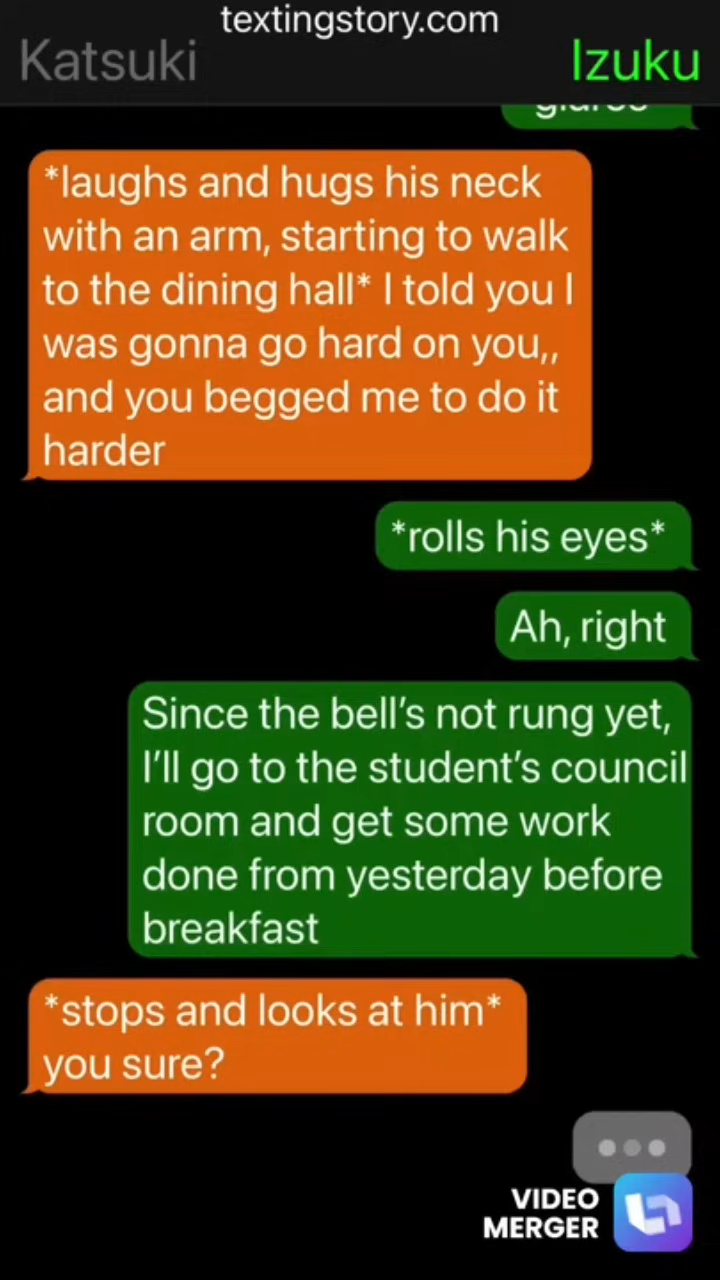 textingstory.com
Katsuki
Izuku
*laughs and hugs his neck
with an arm, starting to walk
to the dining hall* I told you I
was gonna go hard on you,,
and you begged me to do it
harder
*rolls his eyes*
Ah, right
Since the bell’s not rung yet,
I’ll go to the student’s council
room and get some work
done from yesterday before
breakfast
*stops and looks at him*
you sure?
VIDEO
MERGER